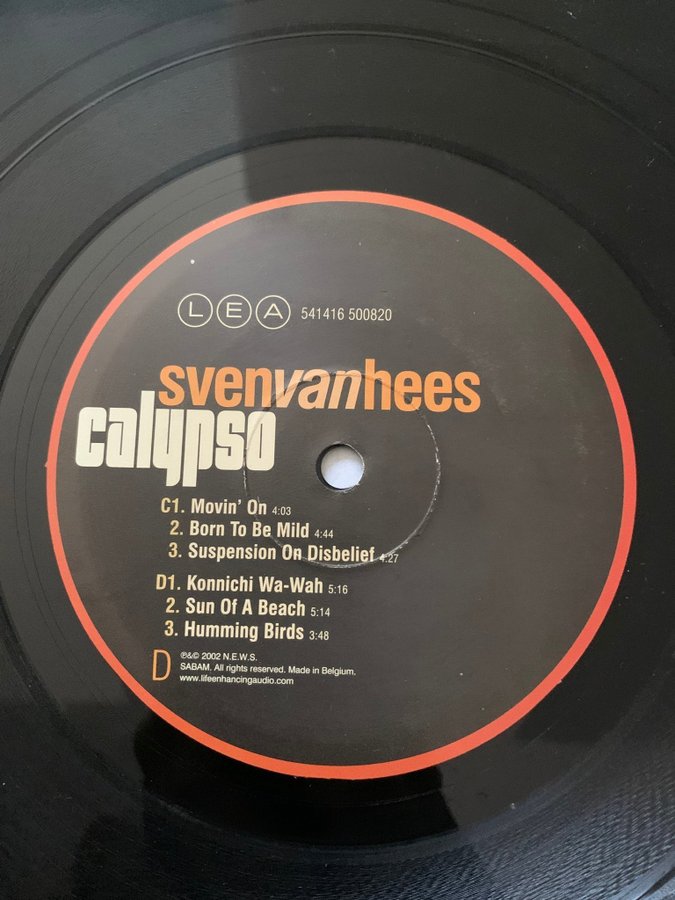 LEA 541416 500820
svenvanhees
calypso
C1. Movin' On 4:03
2. Born To Be Mild 4:44
3. Suspension On Disbelief 4:27
D1. Konnichi Wa-Wah 5:16
2. Sun Of A Beach 5:14
3. Humming Birds 3:48
D
℗&© 2002 N.E.W.S.
SABAM. All rights reserved. Made in Belgium.
www.lifeenhancingaudio.com